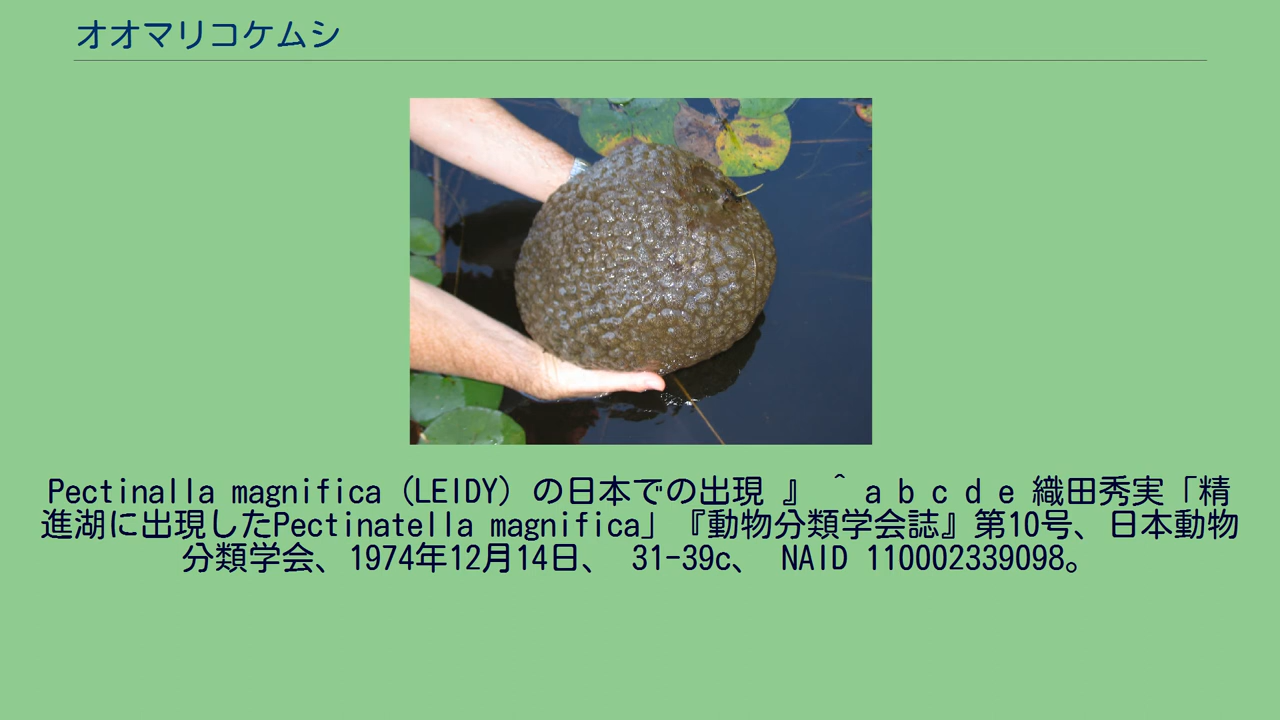 オオマリコケムシ
Pectinalla magnifica（LEIDY）の日本での出現 』 ^ a b c d e 織田秀実「精
進湖に出現したPectinatella magnifica」『動物分類学会誌』第10号、日本動物
分類学会、1974年12月14日、 31-39c、 NAID 110002339098。